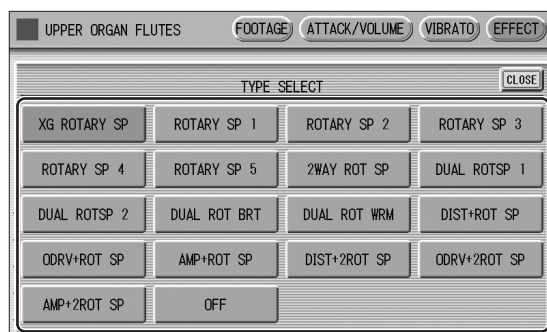 UPPER ORGAN FLUTES FOOTAGE ATTACK/VOLUME VIBRATO EFFECT
TYPE SELECT CLOSE
XG ROTARY SP ROTARY SP 1 ROTARY SP 2 ROTARY SP 3
ROTARY SP 4 ROTARY SP 5 2WAY ROT SP DUAL ROTSP 1
DUAL ROTSP 2 DUAL ROT BRT DUAL ROT WRM DIST+ROT SP
ODRV+ROT SP AMP+ROT SP DIST+2ROT SP ODRV+2ROT SP
AMP+2ROT SP OFF